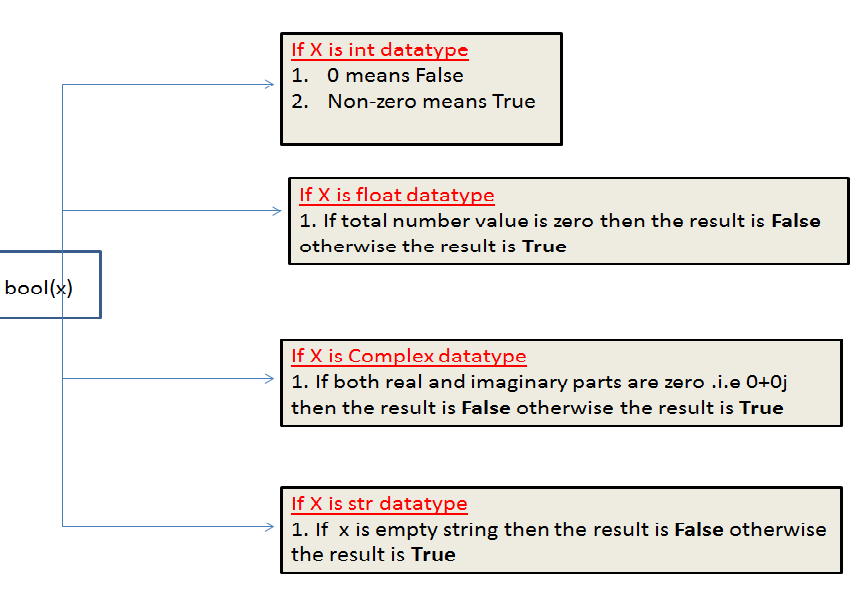 If X is int datatype
1. 0 means False
2. Non-zero means True
If X is float datatype
1. If total number value is zero then the result is False
otherwise the result is True
bool(x)
If X is Complex datatype
1. If both real and imaginary parts are zero .i.e 0+0j
then the result is False otherwise the result is True
If X is str datatype
1. If x is empty string then the result is False otherwise
the result is True